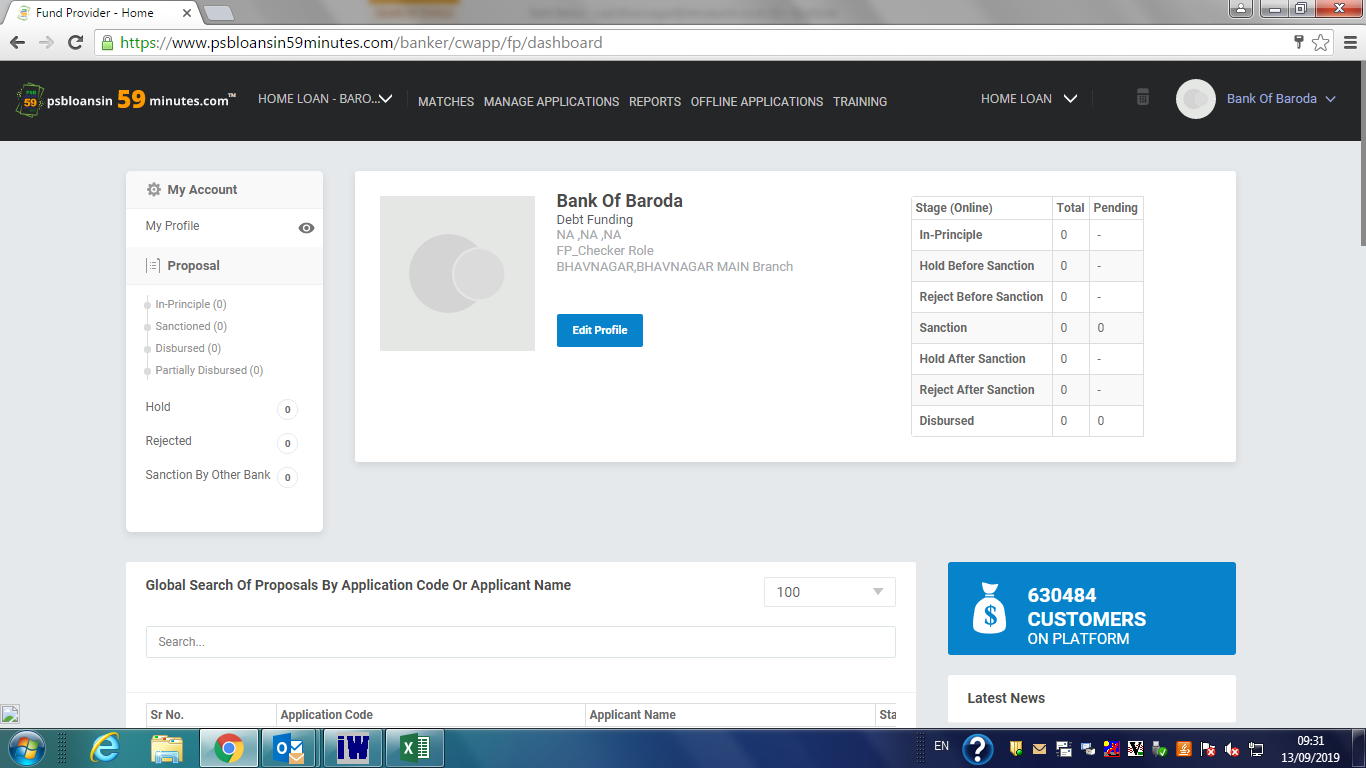 Fund Provider - Home
https://www.psbloansin59minutes.com/banker/cwapp/fp/dashboard
PSB 59 psbloansin 59 minutes.com™
HOME LOAN - BARO...
MATCHES MANAGE APPLICATIONS REPORTS OFFLINE APPLICATIONS TRAINING
HOME LOAN
Bank Of Baroda
My Account
My Profile
Proposal
In-Principle (0)
Sanctioned (0)
Disbursed (0)
Partially Disbursed (0)
Hold 0
Rejected 0
Sanction By Other Bank 0
Bank Of Baroda
Debt Funding
NA ,NA ,NA
FP_Checker Role
BHAVNAGAR,BHAVNAGAR MAIN Branch
Edit Profile
Stage (Online) Total Pending
In-Principle 0 -
Hold Before Sanction 0 -
Reject Before Sanction 0 -
Sanction 0 0
Hold After Sanction 0 -
Reject After Sanction 0 -
Disbursed 0 0
Global Search Of Proposals By Application Code Or Applicant Name
100
Search...
Sr No. Application Code Applicant Name Sta
630484
CUSTOMERS
ON PLATFORM
Latest News
EN
09:31
13/09/2019